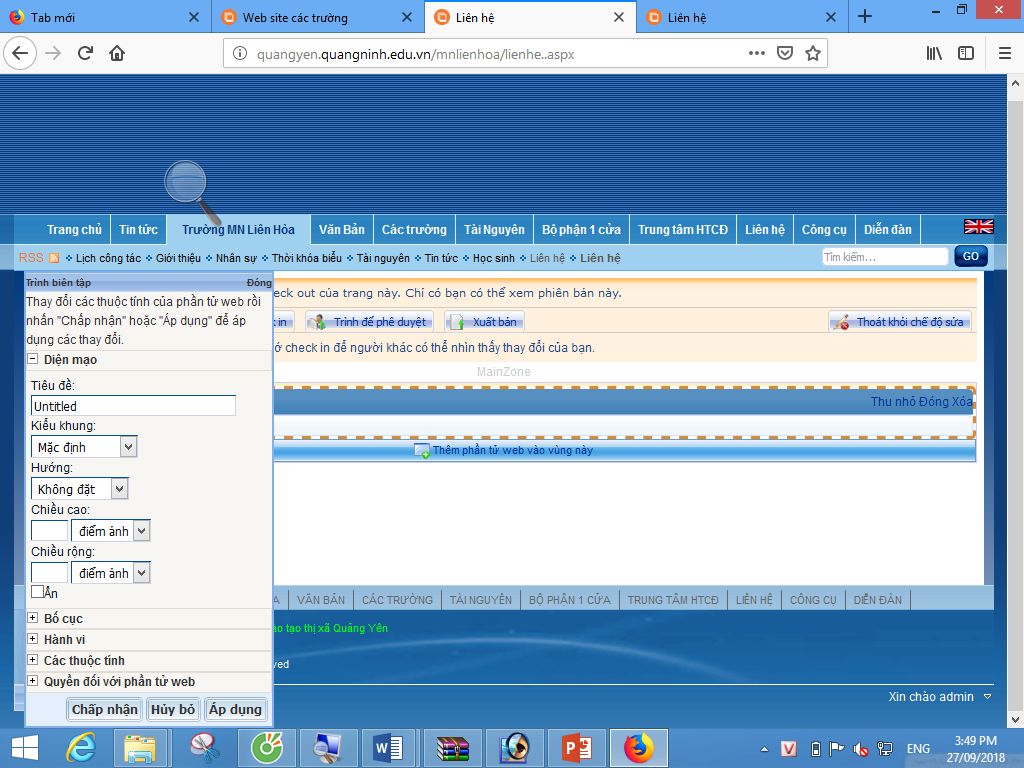 Tab mới
Web site các trường
Liên hệ
Liên hệ
quangyen.quangninh.edu.vn/mnlienhoa/lienhe..aspx
Trang chủ Tin tức Trường MN Liên Hòa Văn Bản Các trường Tài Nguyên Bộ phận 1 cửa Trung tâm HTCĐ Liên hệ Công cụ Diễn đàn
RSS Lịch công tác Giới thiệu Nhân sự Thời khóa biểu Tài nguyên Tin tức Học sinh Liên hệ Liên hệ Tìm kiếm... GO
Trình biên tập Đóng
Thay đổi các thuộc tính của phần tử web rồi
nhấn "Chấp nhận" hoặc "Áp dụng" để áp
dụng các thay đổi.
Diện mạo
Tiêu đề:
Untitled
Kiểu khung:
Mặc định
Hướng:
Không đặt
Chiều cao:
điểm ảnh
Chiều rộng:
điểm ảnh
Ẩn
Bố cục
Hành vi
Các thuộc tính
Quyền đối với phần tử web
Chấp nhận Hủy bỏ Áp dụng
eck out của trang này. Chỉ có bạn có thể xem phiên bản này.
in Trình để phê duyệt Xuất bản Thoát khỏi chế độ sửa
ớ check in để người khác có thể nhìn thấy thay đổi của bạn.
MainZone
Thu nhỏ Đóng Xóa
Thêm phần tử web vào vùng này
A VĂN BẢN CÁC TRƯỜNG TÀI NGUYÊN BỘ PHẬN 1 CỬA TRUNG TÂM HTCĐ LIÊN HỆ CÔNG CỤ DIỄN ĐÀN
ào tạo thị xã Quảng Yên
ved
Xin chào admin
ENG
3:49 PM
27/09/2018